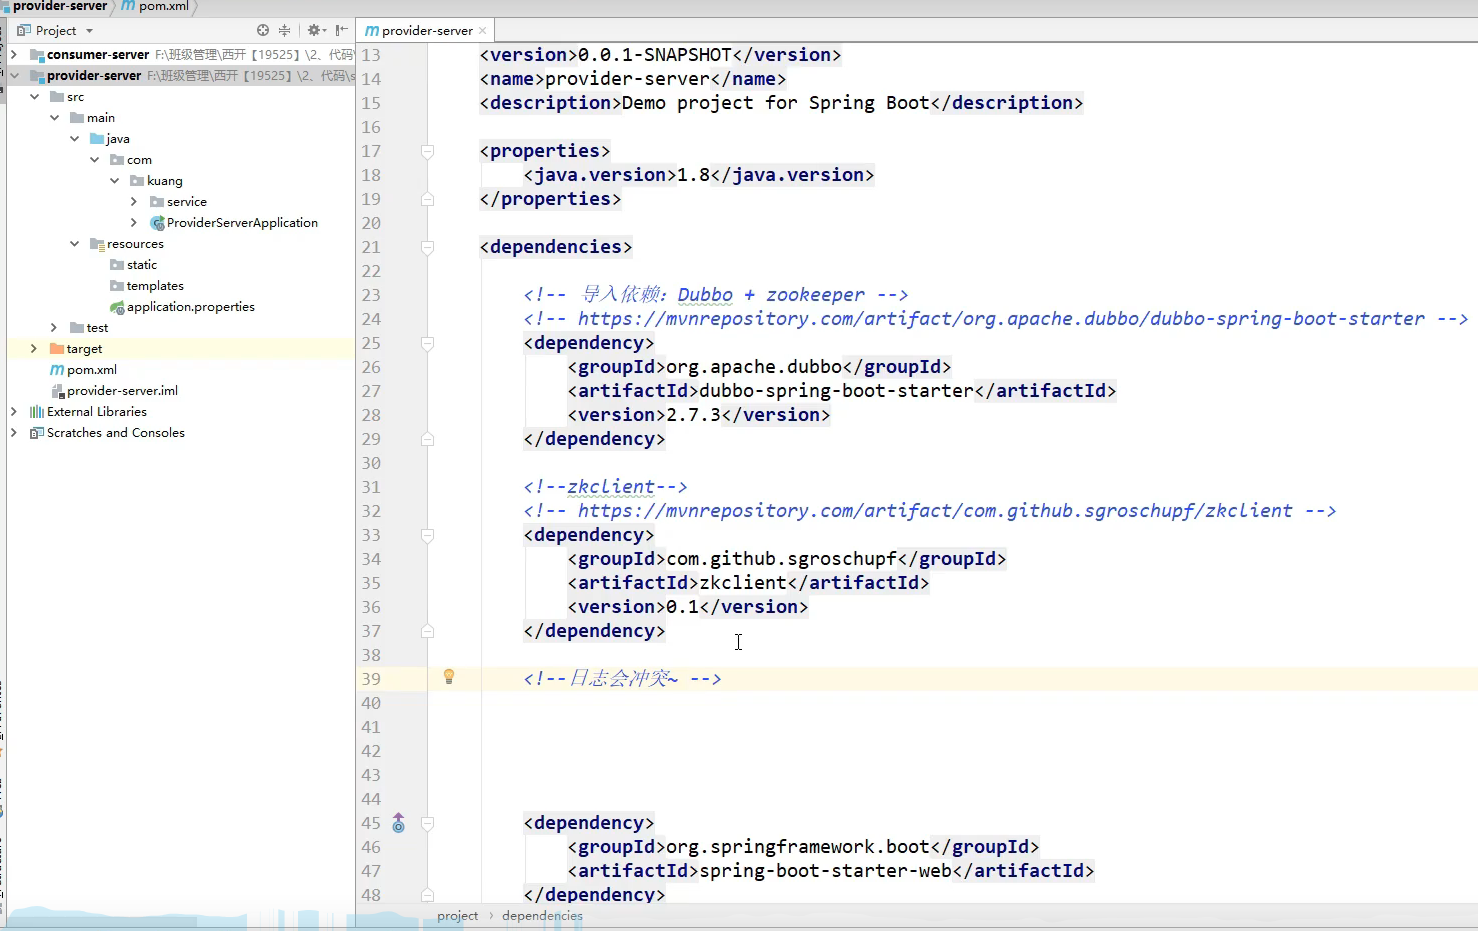 provider-server pom.xml
Project
consumer-server F:\班级管理\西开【19525】\2、代码
provider-server F:\班级管理\西开【19525】\2、代码\s
src
main
java
com
kuang
service
ProviderServerApplication
resources
static
templates
application.properties
test
target
pom.xml
provider-server.iml
External Libraries
Scratches and Consoles
provider-server
13 <version>0.0.1-SNAPSHOT</version>
14 <name>provider-server</name>
15 <description>Demo project for Spring Boot</description>
16
17 <properties>
18 <java.version>1.8</java.version>
19 </properties>
20
21 <dependencies>
22
23 <!-- 导入依赖：Dubbo + zookeeper -->
24 <!-- https://mvnrepository.com/artifact/org.apache.dubbo/dubbo-spring-boot-starter -->
25 <dependency>
26 <groupId>org.apache.dubbo</groupId>
27 <artifactId>dubbo-spring-boot-starter</artifactId>
28 <version>2.7.3</version>
29 </dependency>
30
31 <!--zkclient-->
32 <!-- https://mvnrepository.com/artifact/com.github.sgroschupf/zkclient -->
33 <dependency>
34 <groupId>com.github.sgroschupf</groupId>
35 <artifactId>zkclient</artifactId>
36 <version>0.1</version>
37 </dependency>
38
39 <!--日志会冲突~ -->
40
41
42
43
44
45 <dependency>
46 <groupId>org.springframework.boot</groupId>
47 <artifactId>spring-boot-starter-web</artifactId>
48 </dependency>
project › dependencies